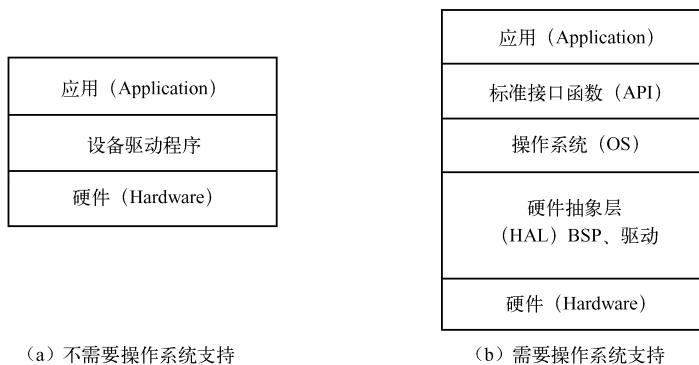 应用（Application）
设备驱动程序
硬件（Hardware）
（a）不需要操作系统支持
应用（Application）
标准接口函数（API）
操作系统（OS）
硬件抽象层
（HAL）BSP、驱动
硬件（Hardware）
（b）需要操作系统支持